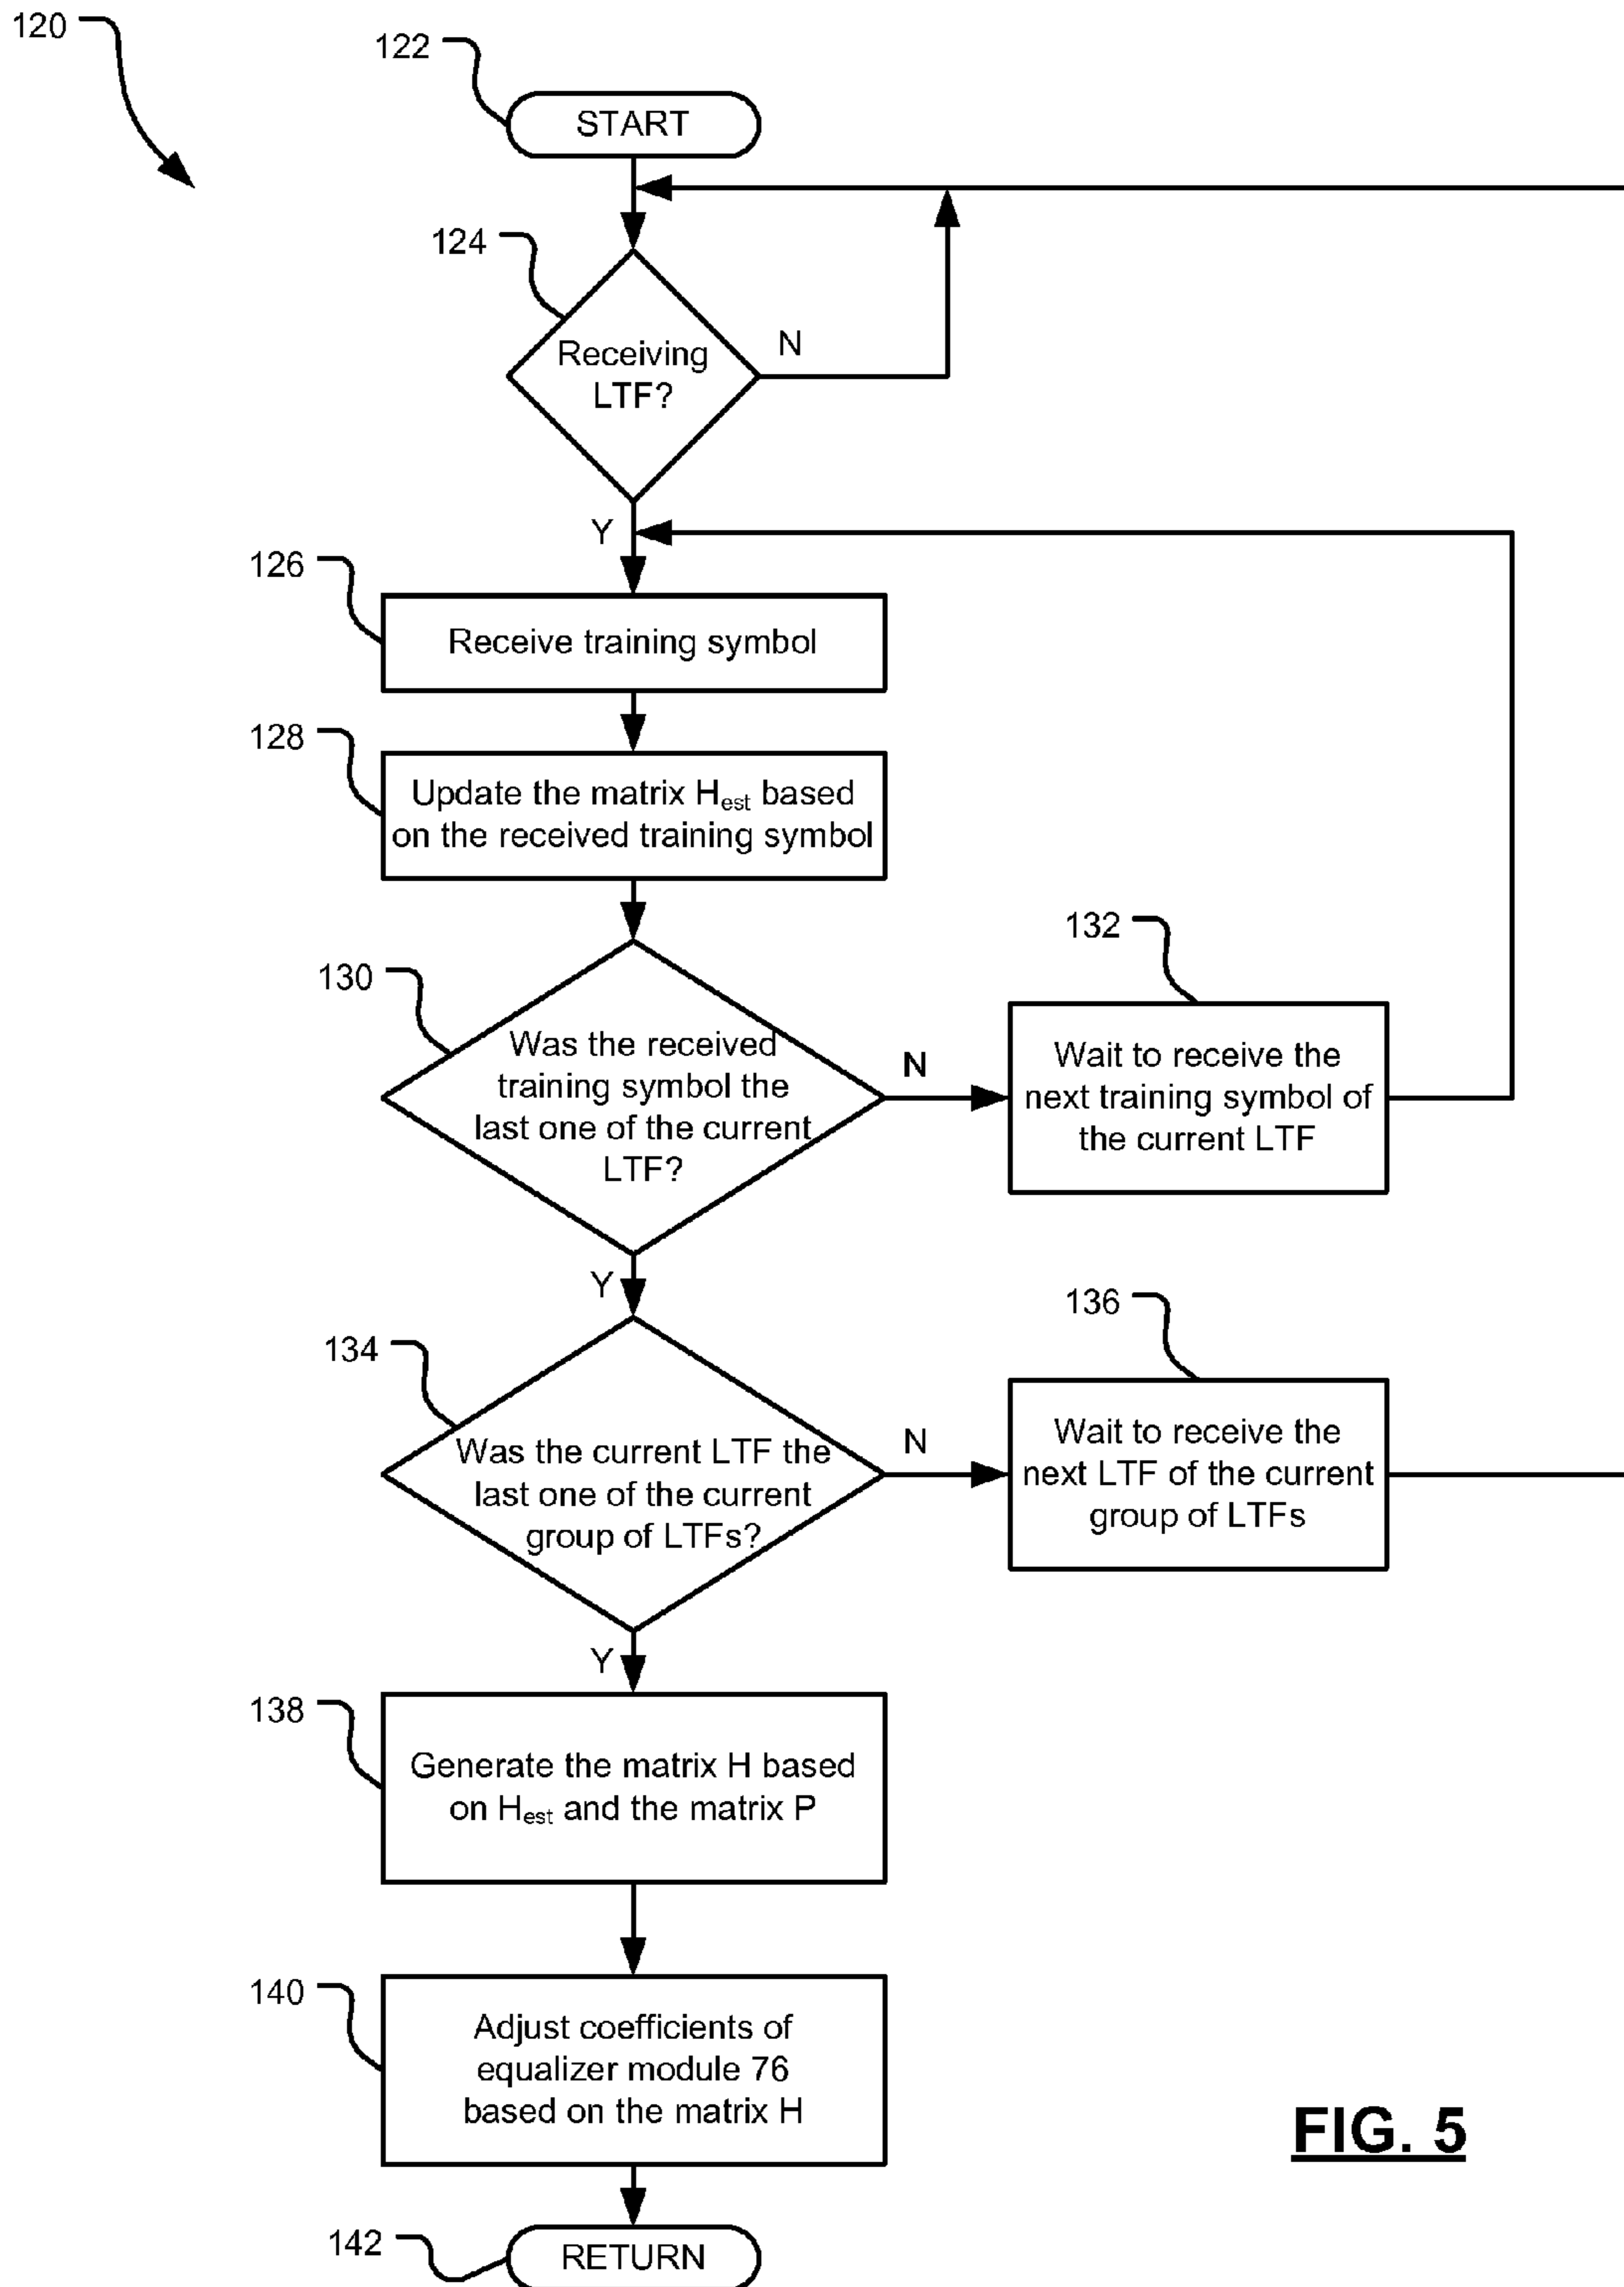 120
122
START
124
Receiving
LTF?
N
Y
126
Receive training symbol
128
Update the matrix Hest based
on the received training symbol
130
Was the received
training symbol the
last one of the current
LTF?
N
132
Wait to receive the
next training symbol of
the current LTF
Y
134
Was the current LTF the
last one of the current
group of LTFs?
N
136
Wait to receive the
next LTF of the current
group of LTFs
Y
138
Generate the matrix H based
on Hest and the matrix P
140
Adjust coefficients of
equalizer module 76
based on the matrix H
142
RETURN
FIG. 5